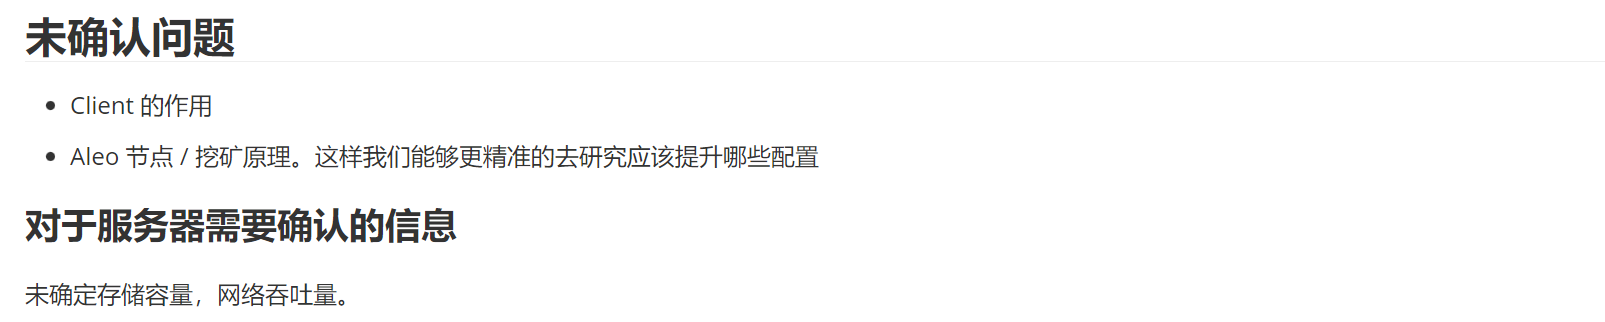 未确认问题
Client 的作用
Aleo 节点 / 挖矿原理。这样我们能够更精准的去研究应该提升哪些配置
对于服务器需要确认的信息
未确定存储容量，网络吞吐量。